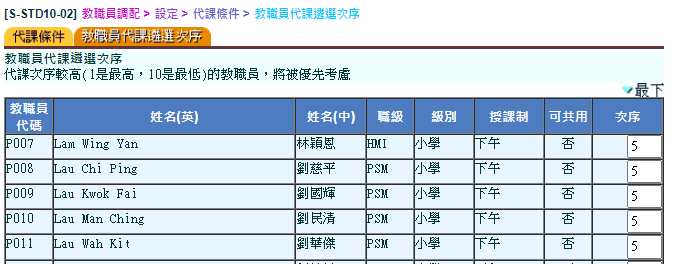 [S-STD10-02] 教職員調配 > 設定 > 代課條件 > 教職員代課遴選次序
代課條件 教職員代課遴選次序
教職員代課遴選次序
代課次序較高(1是最高，10是最低)的教職員，將被優先考慮
最下
教職員代碼 姓名(英) 姓名(中) 職級 級別 授課制 可共用 次序
P007 Lam Wing Yan 林穎恩 HMI 小學 下午 否 5
P008 Lau Chi Ping 劉慈平 PSM 小學 下午 否 5
P009 Lau Kwok Fai 劉國輝 PSM 小學 下午 否 5
P010 Lau Man Ching 劉民清 PSM 小學 下午 否 5
P011 Lau Wah Kit 劉華傑 PSM 小學 下午 否 5